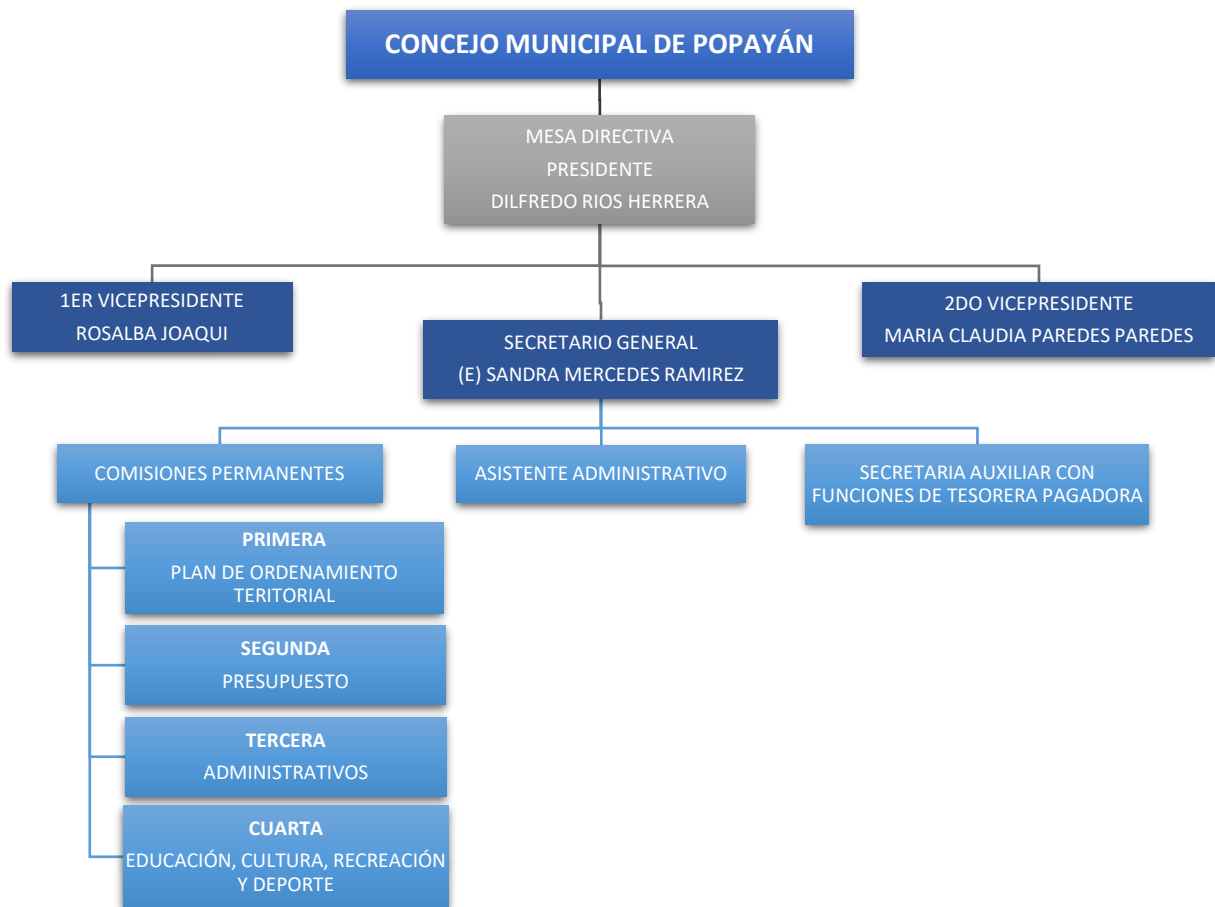 CONCEJO MUNICIPAL DE POPAYÁN
MESA DIRECTIVA
PRESIDENTE
DILFREDO RIOS HERRERA
1ER VICEPRESIDENTE
ROSALBA JOAQUI
2DO VICEPRESIDENTE
MARIA CLAUDIA PAREDES PAREDES
SECRETARIO GENERAL
(E) SANDRA MERCEDES RAMIREZ
COMISIONES PERMANENTES
ASISTENTE ADMINISTRATIVO
SECRETARIA AUXILIAR CON
FUNCIONES DE TESORERA PAGADORA
PRIMERA
PLAN DE ORDENAMIENTO
TERITORIAL
SEGUNDA
PRESUPUESTO
TERCERA
ADMINISTRATIVOS
CUARTA
EDUCACIÓN, CULTURA, RECREACIÓN
Y DEPORTE